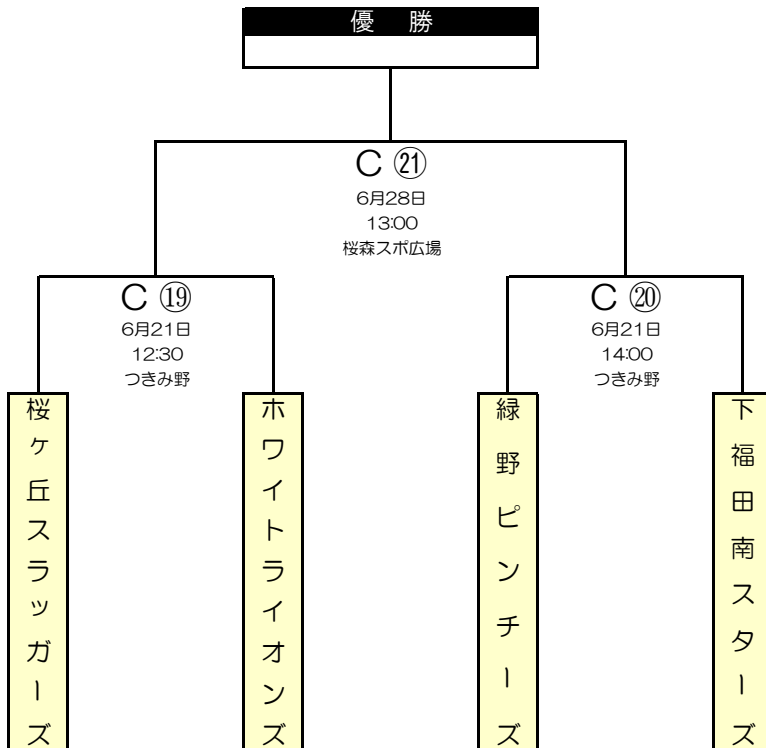 優 勝
C ㉑
6月28日
13:00
桜森スポ広場
C ⑲
6月21日
12:30
つきみ野
C ⑳
6月21日
14:00
つきみ野
桜ヶ丘スラッガーズ
ホワイトライオンズ
緑野ピンチーズ
下福田南スターズ